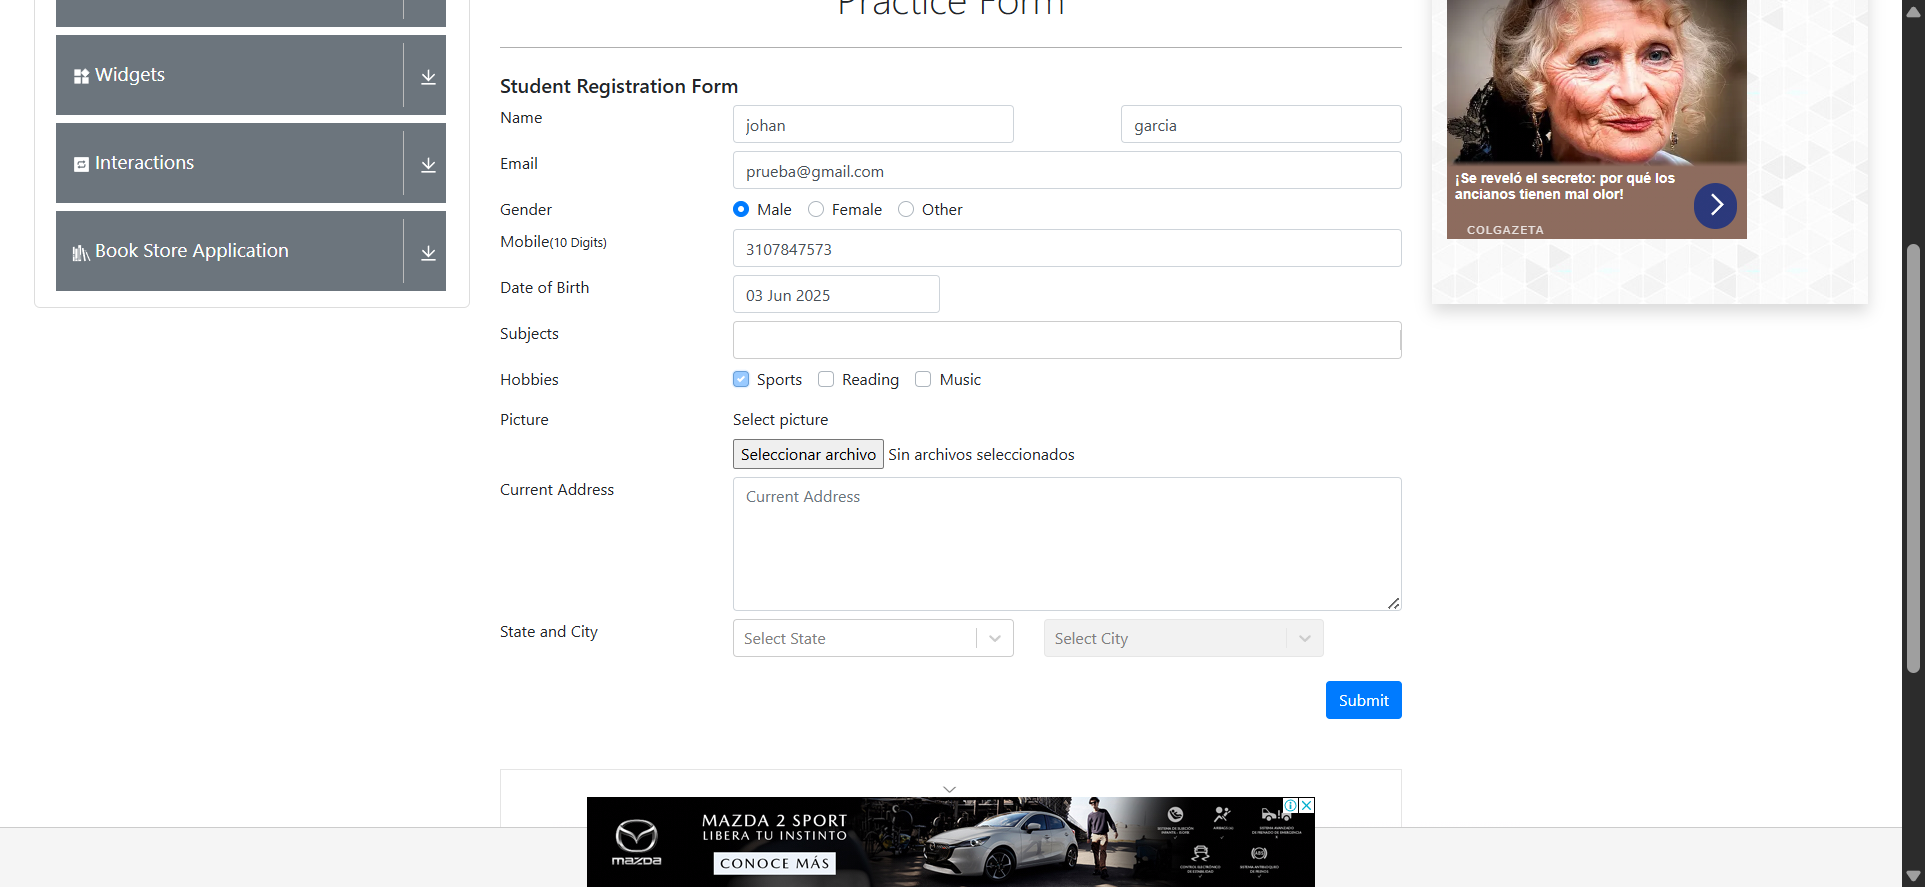 Practice Form
Widgets
Interactions
Book Store Application
Student Registration Form
Name
johan
garcia
Email
prueba@gmail.com
Gender
Male
Female
Other
Mobile(10 Digits)
3107847573
Date of Birth
03 Jun 2025
Subjects
Hobbies
Sports
Reading
Music
Picture
Select picture
Seleccionar archivo
Sin archivos seleccionados
Current Address
Current Address
State and City
Select State
Select City
Submit
¡Se reveló el secreto: por qué los
ancianos tienen mal olor!
COLGAZETA
mazda
MAZDA 2 SPORT
LIBERA TU INSTINTO
CONOCE MÁS